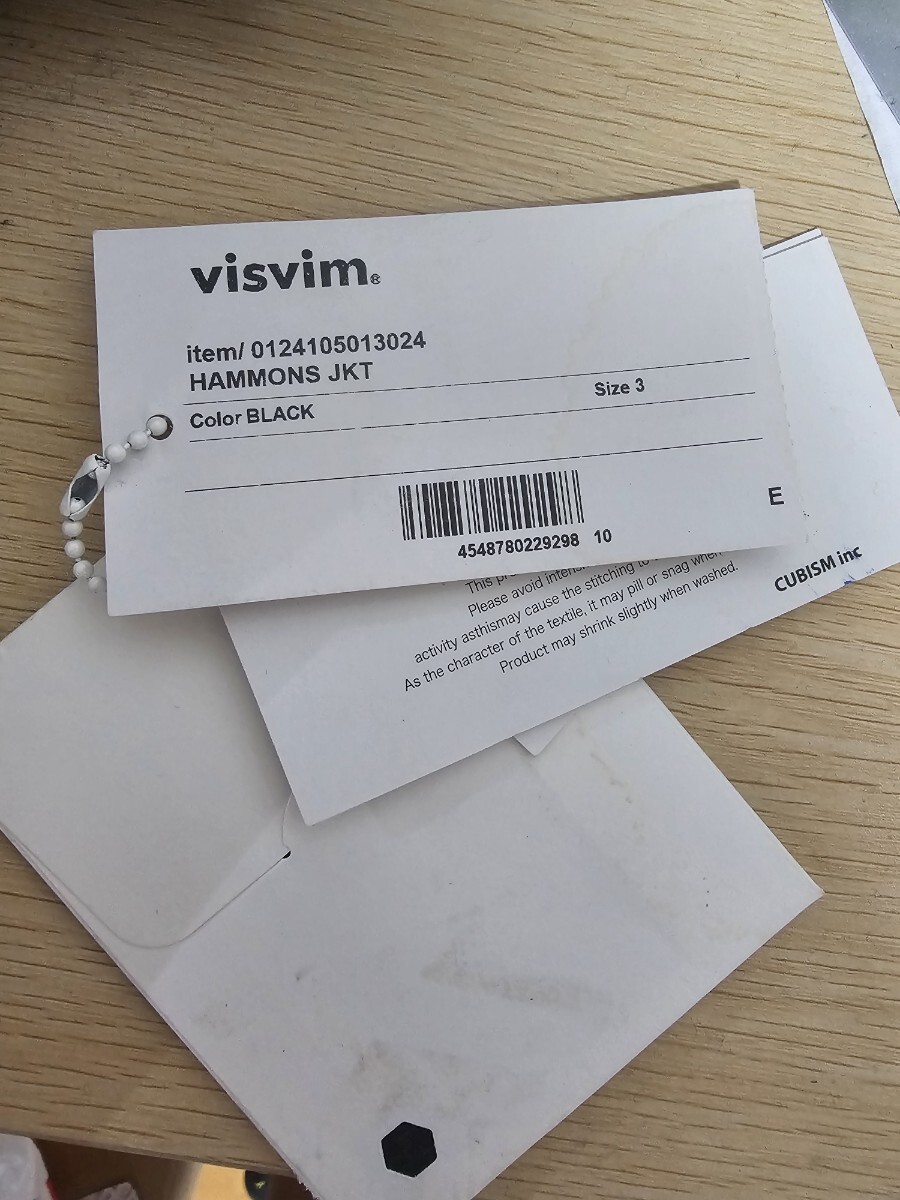 visvim®
item/ 0124105013024
HAMMONS JKT
Color BLACK Size 3
4548780229298 10
E
This
Please avoid
activity asthismay cause the stitching to
As the character of the textile, it may pill or snag when
Product may shrink slightly when washed.
CUBISM inc